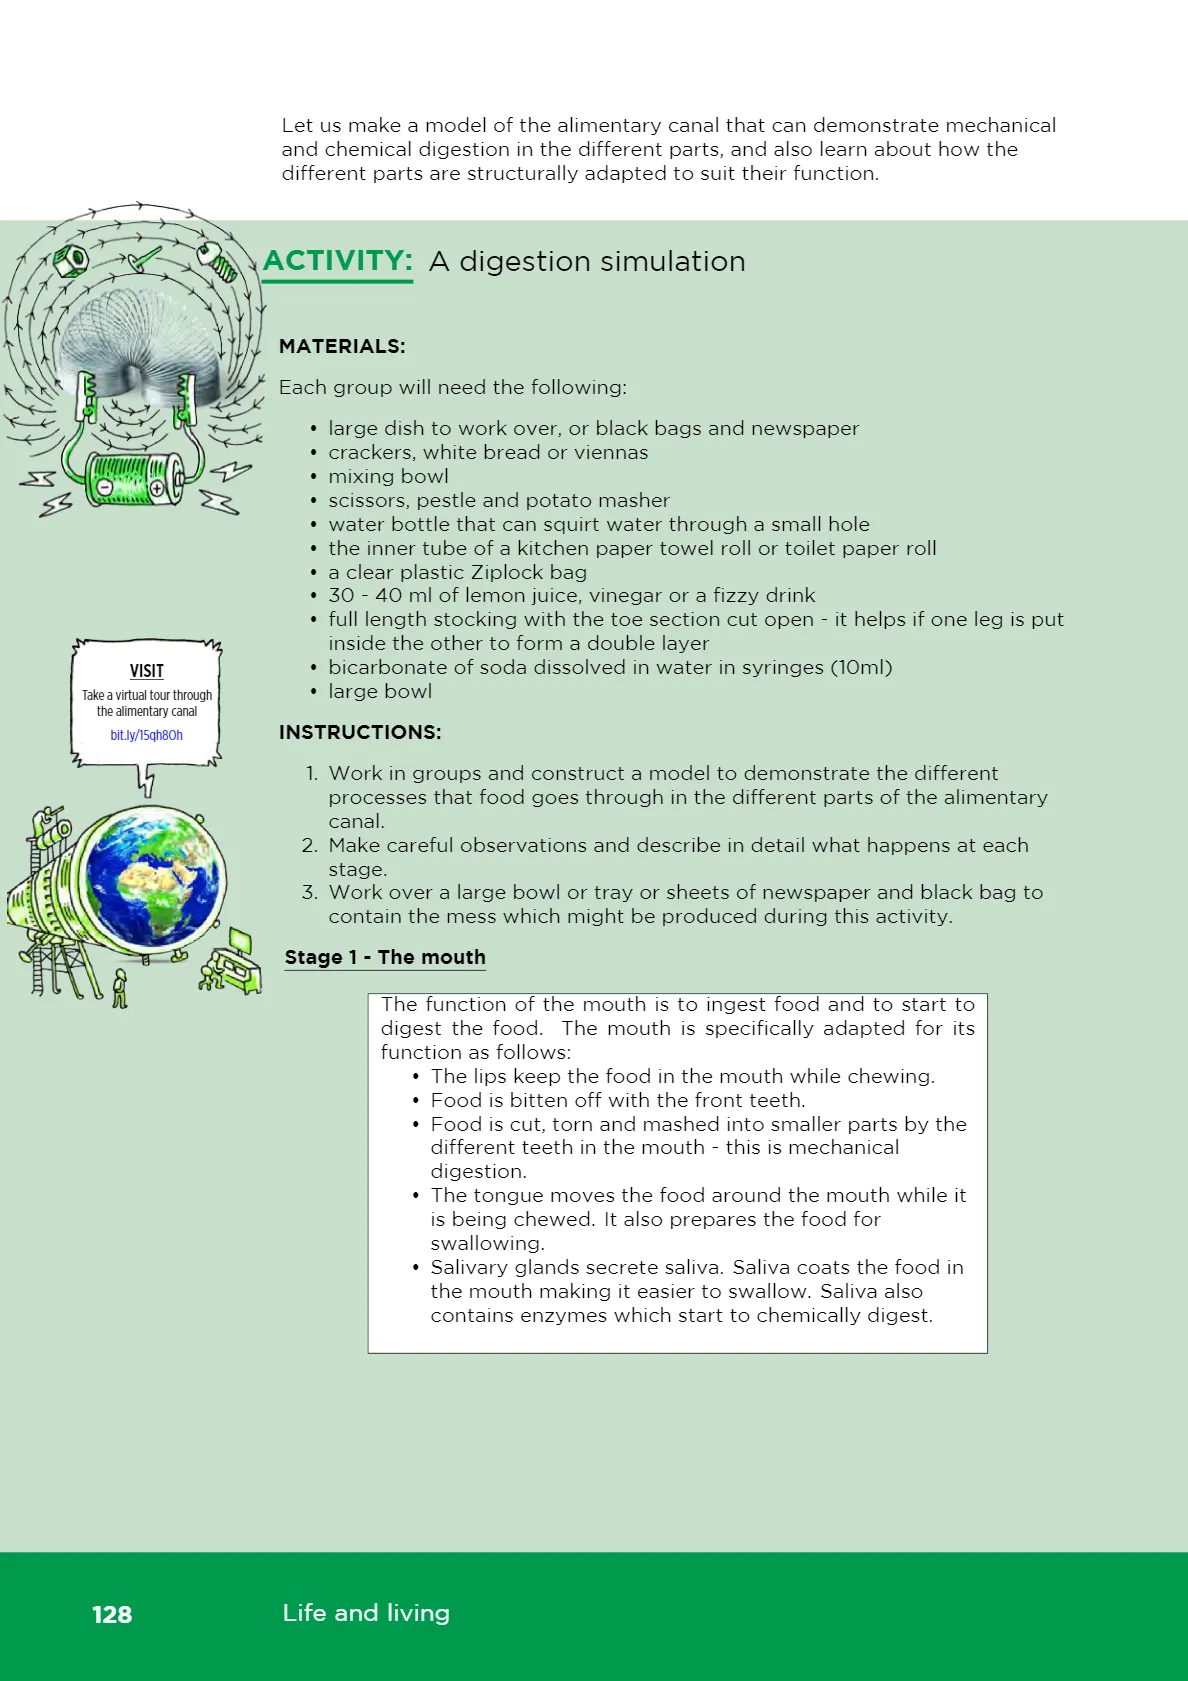 Let us make a model of the alimentary canal that can demonstrate mechanical
and chemical digestion in the different parts, and also learn about how the
different parts are structurally adapted to suit their function.
ACTIVITY: A digestion simulation
MATERIALS:
Each group will need the following:
• large dish to work over, or black bags and newspaper
• crackers, white bread or viennas
• mixing bowl
• scissors, pestle and potato masher
• water bottle that can squirt water through a small hole
• the inner tube of a kitchen paper towel roll or toilet paper roll
• a clear plastic Ziplock bag
• 30 - 40 ml of lemon juice, vinegar or a fizzy drink
• full length stocking with the toe section cut open - it helps if one leg is put
inside the other to form a double layer
• bicarbonate of soda dissolved in water in syringes (10ml)
• large bowl
VISIT
Take a virtual tour through
the alimentary canal
bit.ly/15qh8Oh
INSTRUCTIONS:
1. Work in groups and construct a model to demonstrate the different
processes that food goes through in the different parts of the alimentary
canal.
2. Make careful observations and describe in detail what happens at each
stage.
3. Work over a large bowl or tray or sheets of newspaper and black bag to
contain the mess which might be produced during this activity.
Stage 1 - The mouth
The function of the mouth is to ingest food and to start to
digest the food. The mouth is specifically adapted for its
function as follows:
• The lips keep the food in the mouth while chewing.
• Food is bitten off with the front teeth.
• Food is cut, torn and mashed into smaller parts by the
different teeth in the mouth - this is mechanical
digestion.
• The tongue moves the food around the mouth while it
is being chewed. It also prepares the food for
swallowing.
• Salivary glands secrete saliva. Saliva coats the food in
the mouth making it easier to swallow. Saliva also
contains enzymes which start to chemically digest.
128 Life and living